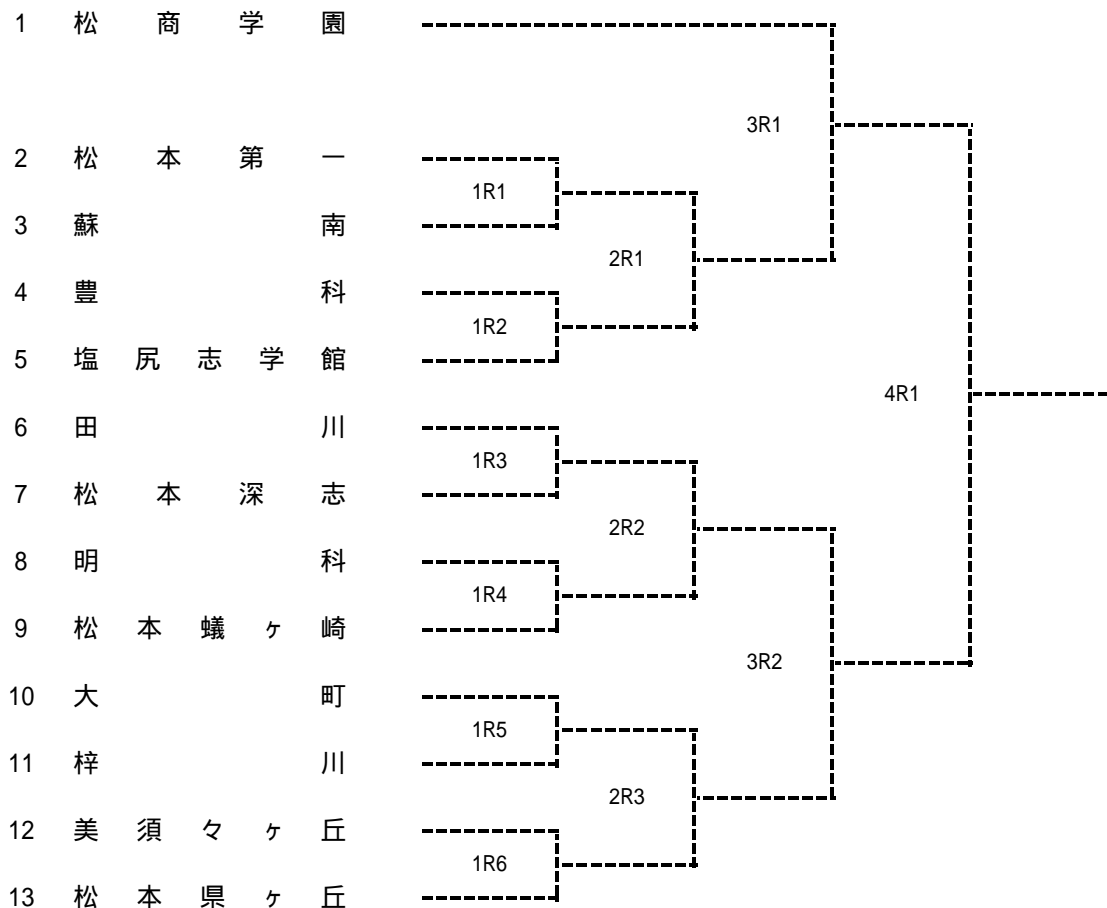 1 松商学園
3R1
2 松本第一
1R1
3 蘇南
2R1
4 豊科
1R2
5 塩尻志学館
4R1
6 田川
1R3
7 松本深志
2R2
8 明科
1R4
9 松本蟻ヶ崎
3R2
10 大町
1R5
11 梓川
2R3
12 美須々ヶ丘
1R6
13 松本県ヶ丘